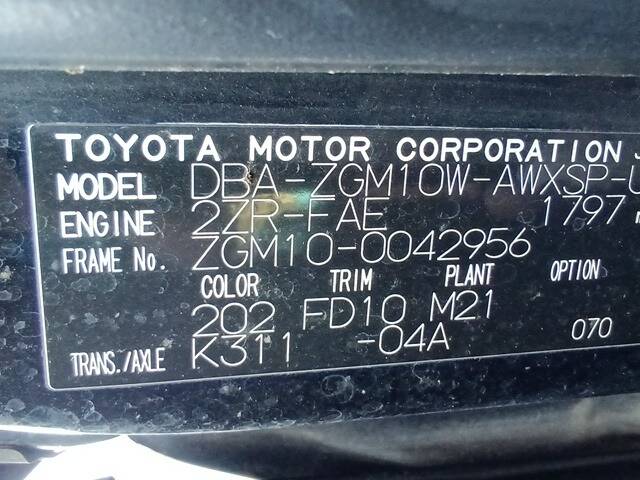 TOYOTA MOTOR CORPORATION
MODEL DBA-ZGM10W-AWXSP-
ENGINE 2ZR-FAE 1797
FRAME No. ZGM10-0042956
COLOR TRIM PLANT OPTION
202 FD10 M21
TRANS./AXLE K311 -04A 070